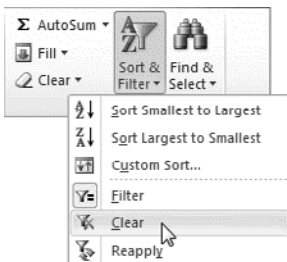 Σ AutoSum
Fill
Clear
Sort &
Filter
Find &
Select
Sort Smallest to Largest
Sort Largest to Smallest
Custom Sort...
Filter
Clear
Reapply